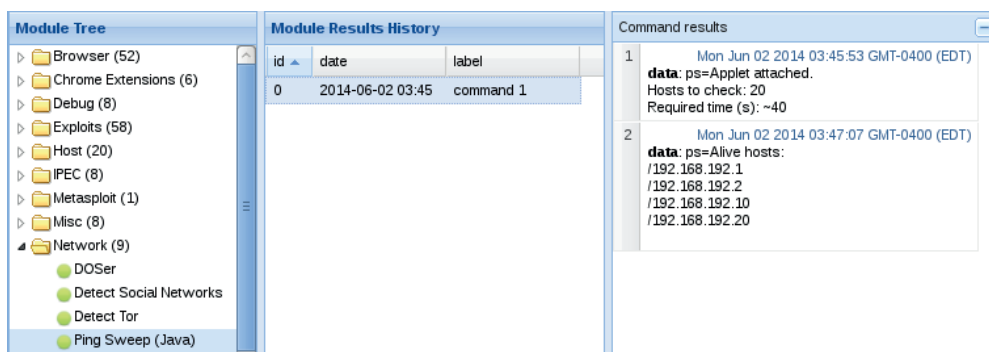 Module Tree
Browser (52)
Chrome Extensions (6)
Debug (8)
Exploits (58)
Host (20)
IPEC (8)
Metasploit (1)
Misc (8)
Network (9)
DOSer
Detect Social Networks
Detect Tor
Ping Sweep (Java)
Module Results History
id date label
0 2014-06-02 03:45 command 1
Command results
1 Mon Jun 02 2014 03:45:53 GMT-0400 (EDT)
data: ps=Applet attached.
Hosts to check: 20
Required time (s): ~40
2 Mon Jun 02 2014 03:47:07 GMT-0400 (EDT)
data: ps=Alive hosts:
/192.168.192.1
/192.168.192.2
/192.168.192.10
/192.168.192.20